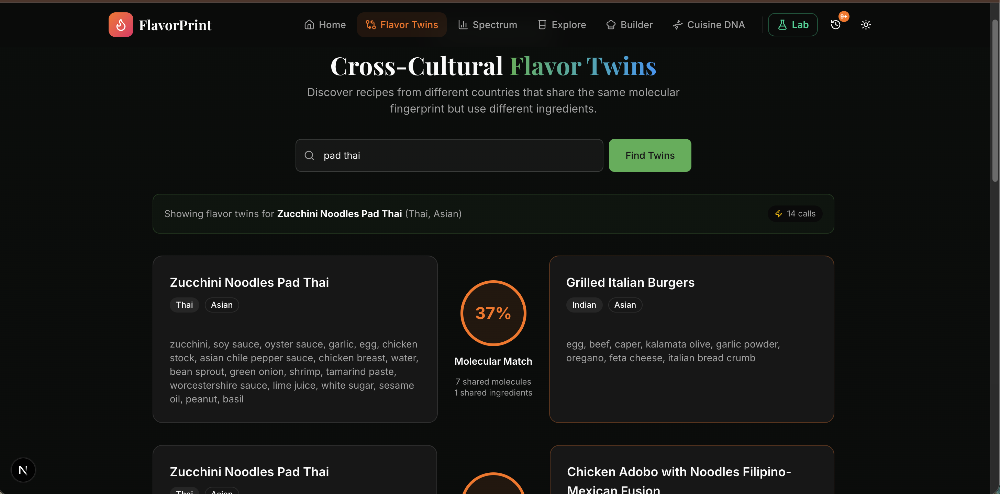 FlavorPrint
Home
Flavor Twins
Spectrum
Explore
Builder
Cuisine DNA
Lab
9+
Cross-Cultural Flavor Twins
Discover recipes from different countries that share the same molecular
fingerprint but use different ingredients.
pad thai
Find Twins
Showing flavor twins for Zucchini Noodles Pad Thai (Thai, Asian)
14 calls
Zucchini Noodles Pad Thai
Thai
Asian
zucchini, soy sauce, oyster sauce, garlic, egg, chicken
stock, asian chile pepper sauce, chicken breast, water,
bean sprout, green onion, shrimp, tamarind paste,
worcestershire sauce, lime juice, white sugar, sesame
oil, peanut, basil
37%
Molecular Match
7 shared molecules
1 shared ingredients
Grilled Italian Burgers
Indian
Asian
egg, beef, caper, kalamata olive, garlic powder,
oregano, feta cheese, italian bread crumb
Zucchini Noodles Pad Thai
Thai
Asian
Chicken Adobo with Noodles Filipino-
Mexican Fusion
N